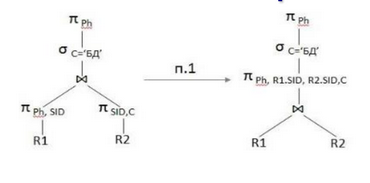 π Ph
σ C='БД'
⋈
π Ph, SID
π SID,C
R1
R2
п.1
π Ph
σ C='БД'
π Ph, R1.SID, R2.SID,C
⋈
R1
R2